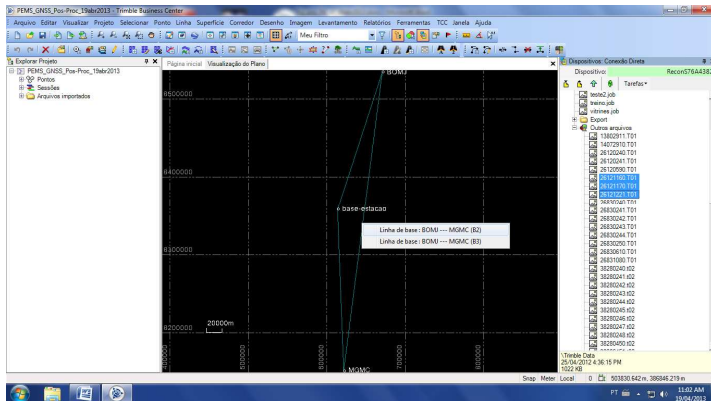 PEMS_GNSS_Pos-Proc_19abr2013 - Trimble Business Center
Arquivo Editar Visualizar Projeto Selecionar Ponto Linha Superfície Corredor Desenho Imagem Levantamento Relatórios Ferramentas TCC Janela Ajuda
Meu Filtro
Explorar Projeto
PEMS_GNSS_Pos-Proc_19abr2013
Pontos
Sessões
Arquivos importados
Página inicial Visualização do Plano
BOMJ
8500000
8400000
8300000
8200000
base-estacao
Linha de base : BOMJ --- MGMC (B2)
Linha de base : BOMJ --- MGMC (B3)
20000m
MGMC
Dispositivos: Conexão Direta
Dispositivo:
Tarefas
teste2.job
treino.job
vitrines.job
Export
Outros arquivos
13802911.T01
14072910.T01
26120240.T01
26120241.T01
26120590.T01
26121160.T01
26121170.T01
26121221.T01
26830240.T01
26830241.T01
26830242.T01
26830243.T01
26830244.T01
26830250.T01
26830610.T01
26831080.T01
38280240.t02
38280241.t02
38280242.t02
38280243.t02
38280244.t02
38280245.t02
38280246.t02
38280247.t02
38280248.t02
38280450.t02
\Trimble Data
25/04/2012 4:36:15 PM
1022 KB
Snap Meter Local 0 503830.642 m, 386846.219 m
PT
11:02 AM
19/04/2013